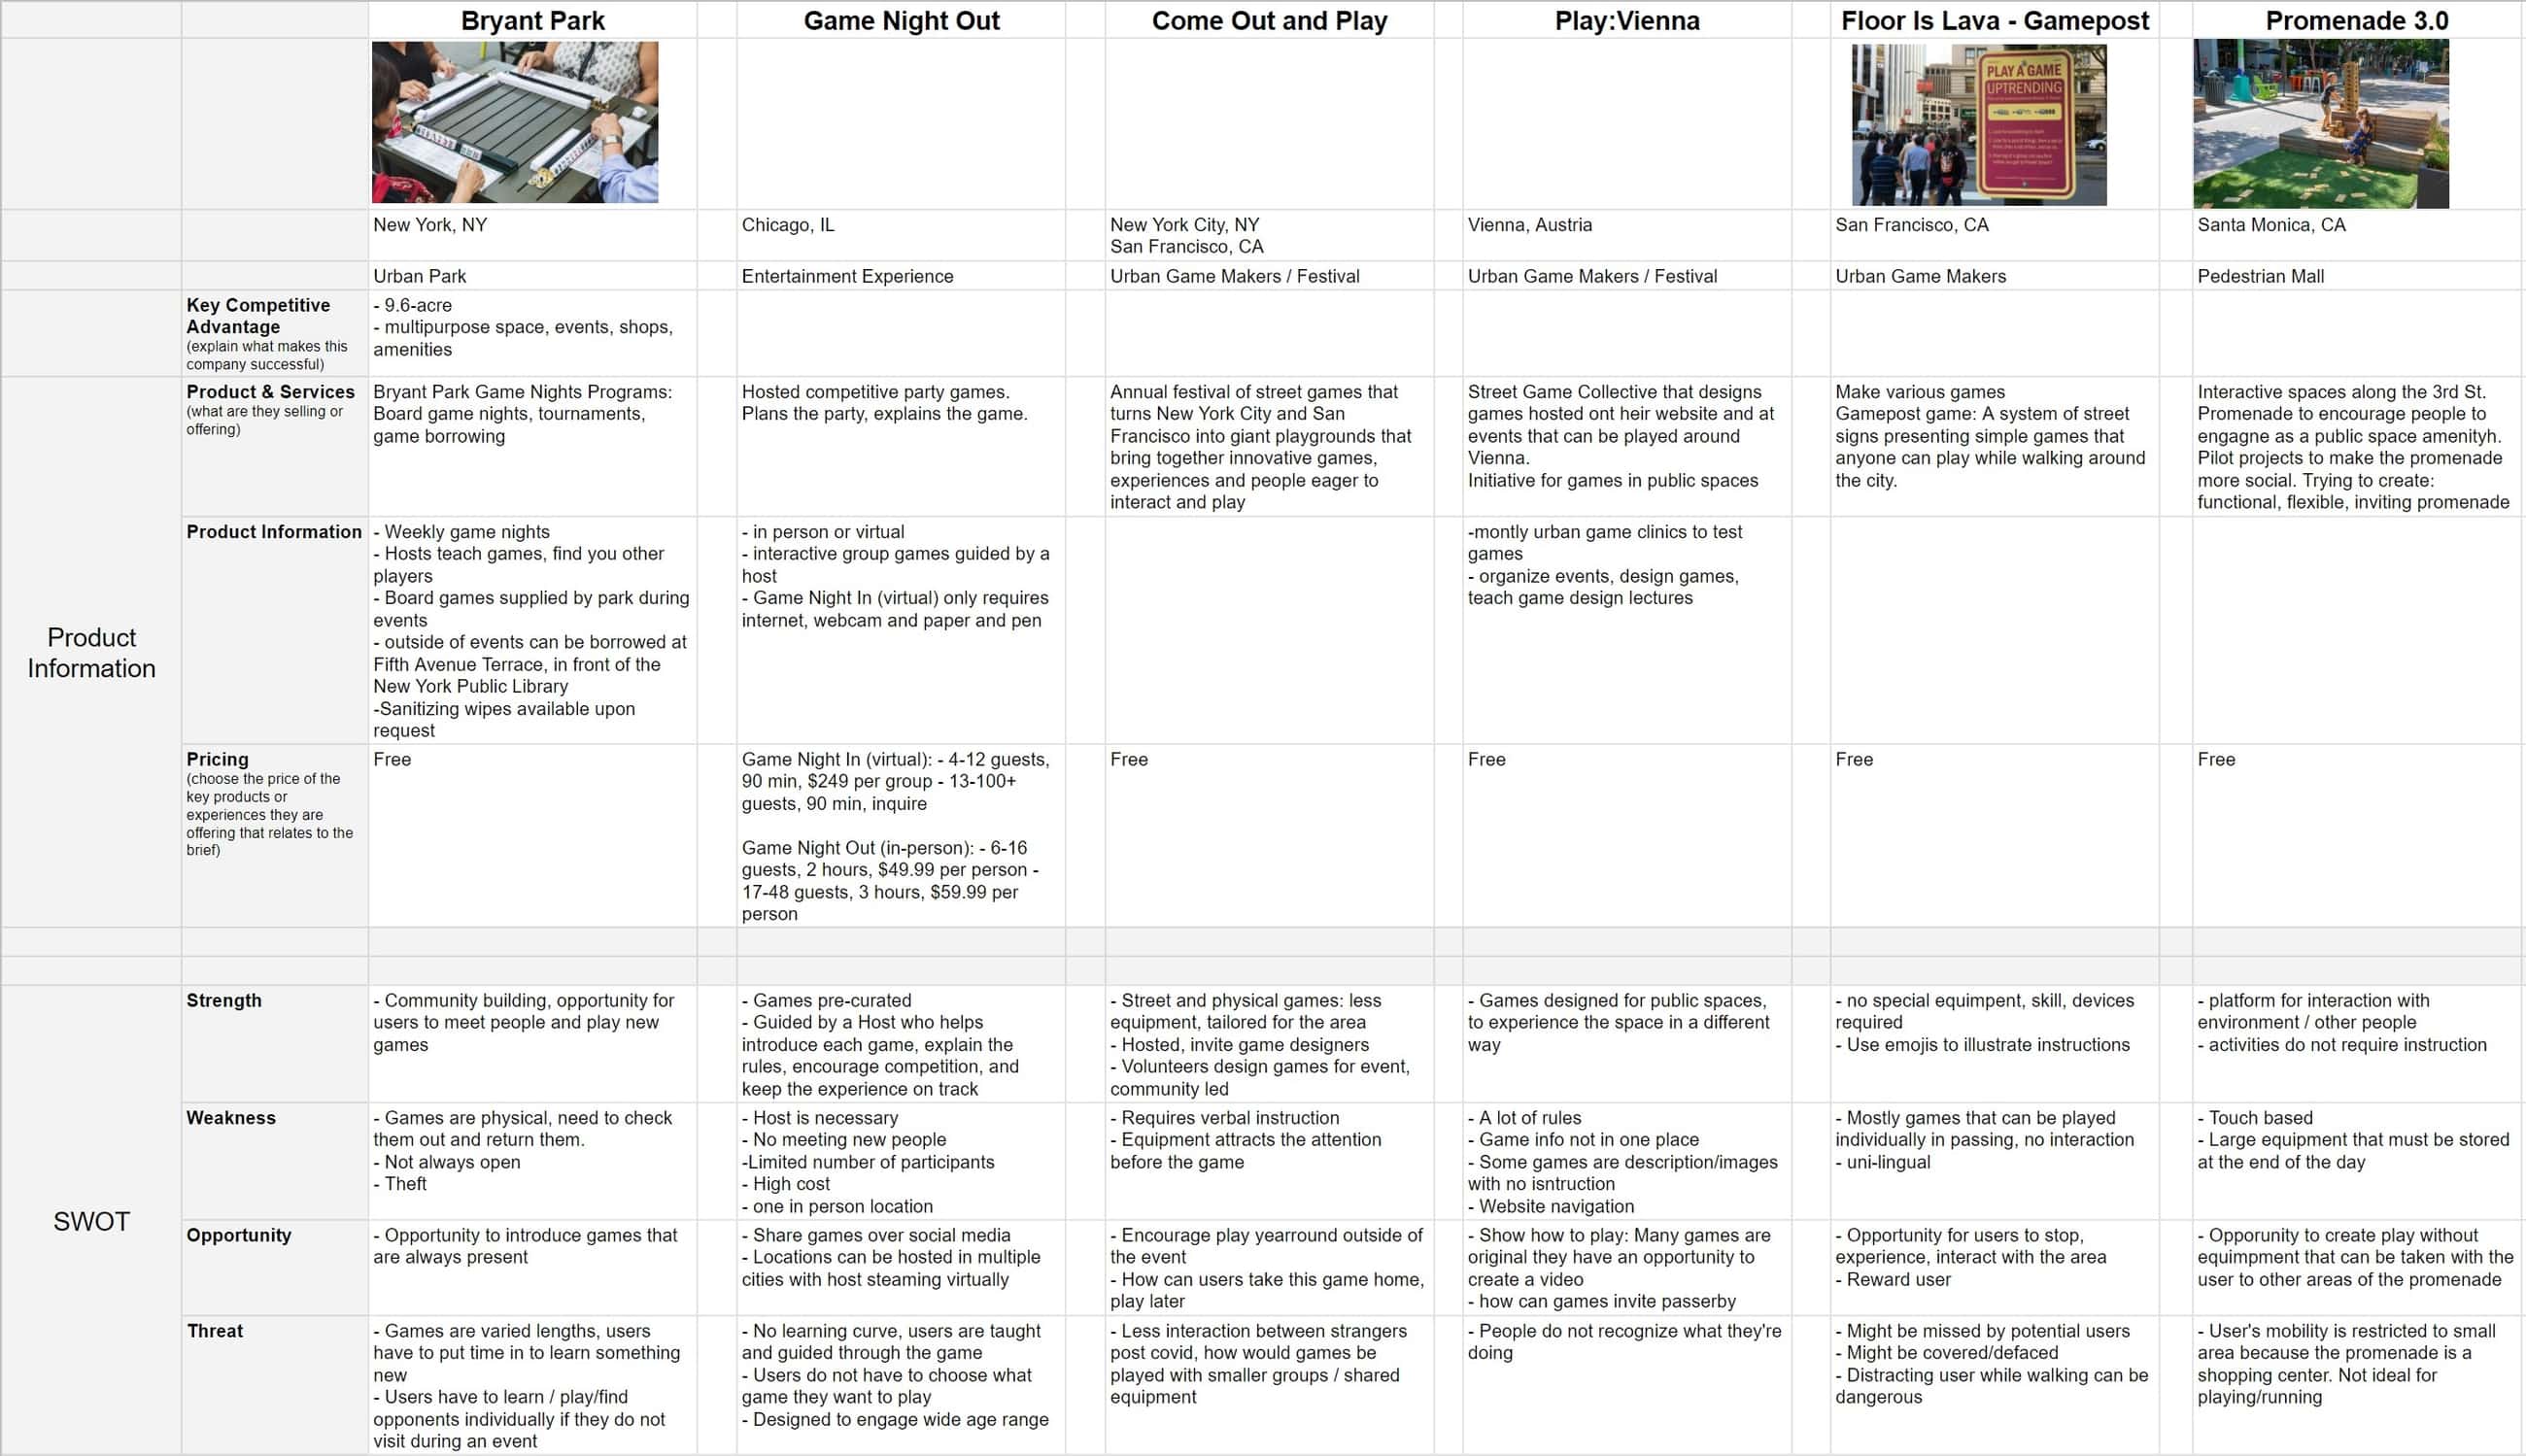 Bryant Park
Game Night Out
Come Out and Play
Play:Vienna
Floor Is Lava - Gamepost
Promenade 3.0
PLAY A GAME
UPTRENDING
New York, NY
Chicago, IL
New York City, NY
San Francisco, CA
Vienna, Austria
San Francisco, CA
Santa Monica, CA
Urban Park
Entertainment Experience
Urban Game Makers / Festival
Urban Game Makers / Festival
Urban Game Makers
Pedestrian Mall
Key Competitive
Advantage
(explain what makes this
company successful)
- 9.6-acre
- multipurpose space, events, shops,
amenities
Product
Information
Product & Services
(what are they selling or
offering)
Bryant Park Game Nights Programs:
Board game nights, tournaments,
game borrowing
Hosted competitive party games.
Plans the party, explains the game.
Annual festival of street games that
turns New York City and San
Francisco into giant playgrounds that
bring together innovative games,
experiences and people eager to
interact and play
Street Game Collective that designs
games hosted ont heir website and at
events that can be played around
Vienna.
Initiative for games in public spaces
Make various games
Gamepost game: A system of street
signs presenting simple games that
anyone can play while walking around
the city.
Interactive spaces along the 3rd St.
Promenade to encourage people to
engagne as a public space amenityh.
Pilot projects to make the promenade
more social. Trying to create:
functional, flexible, inviting promenade
Product Information
- Weekly game nights
- Hosts teach games, find you other
players
- Board games supplied by park during
events
- outside of events can be borrowed at
Fifth Avenue Terrace, in front of the
New York Public Library
-Sanitizing wipes available upon
request
- in person or virtual
- interactive group games guided by a
host
- Game Night In (virtual) only requires
internet, webcam and paper and pen
-montly urban game clinics to test
games
- organize events, design games,
teach game design lectures
Pricing
(choose the price of the
key products or
experiences they are
offering that relates to the
brief)
Free
Game Night In (virtual): - 4-12 guests,
90 min, $249 per group - 13-100+
guests, 90 min, inquire
Game Night Out (in-person): - 6-16
guests, 2 hours, $49.99 per person -
17-48 guests, 3 hours, $59.99 per
person
Free
Free
Free
Free
SWOT
Strength
- Community building, opportunity for
users to meet people and play new
games
- Games pre-curated
- Guided by a Host who helps
introduce each game, explain the
rules, encourage competition, and
keep the experience on track
- Street and physical games: less
equipment, tailored for the area
- Hosted, invite game designers
- Volunteers design games for event,
community led
- Games designed for public spaces,
to experience the space in a different
way
- no special equimpent, skill, devices
required
- Use emojis to illustrate instructions
- platform for interaction with
environment / other people
- activities do not require instruction
Weakness
- Games are physical, need to check
them out and return them.
- Not always open
- Theft
- Host is necessary
- No meeting new people
-Limited number of participants
- High cost
- one in person location
- Requires verbal instruction
- Equipment attracts the attention
before the game
- A lot of rules
- Game info not in one place
- Some games are description/images
with no isntruction
- Website navigation
- Mostly games that can be played
individually in passing, no interaction
- uni-lingual
- Touch based
- Large equipment that must be stored
at the end of the day
Opportunity
- Opportunity to introduce games that
are always present
- Share games over social media
- Locations can be hosted in multiple
cities with host steaming virtually
- Encourage play yearround outside of
the event
- How can users take this game home,
play later
- Show how to play: Many games are
original they have an opportunity to
create a video
- how can games invite passerby
- Opportunity for users to stop,
experience, interact with the area
- Reward user
- Opporunity to create play without
equimpment that can be taken with the
user to other areas of the promenade
Threat
- Games are varied lengths, users
have to put time in to learn something
new
- Users have to learn / play/find
opponents individually if they do not
visit during an event
- No learning curve, users are taught
and guided through the game
- Users do not have to choose what
game they want to play
- Designed to engage wide age range
- Less interaction between strangers
post covid, how would games be
played with smaller groups / shared
equipment
- People do not recognize what they're
doing
- Might be missed by potential users
- Might be covered/defaced
- Distracting user while walking can be
dangerous
- User's mobility is restricted to small
area because the promenade is a
shopping center. Not ideal for
playing/running